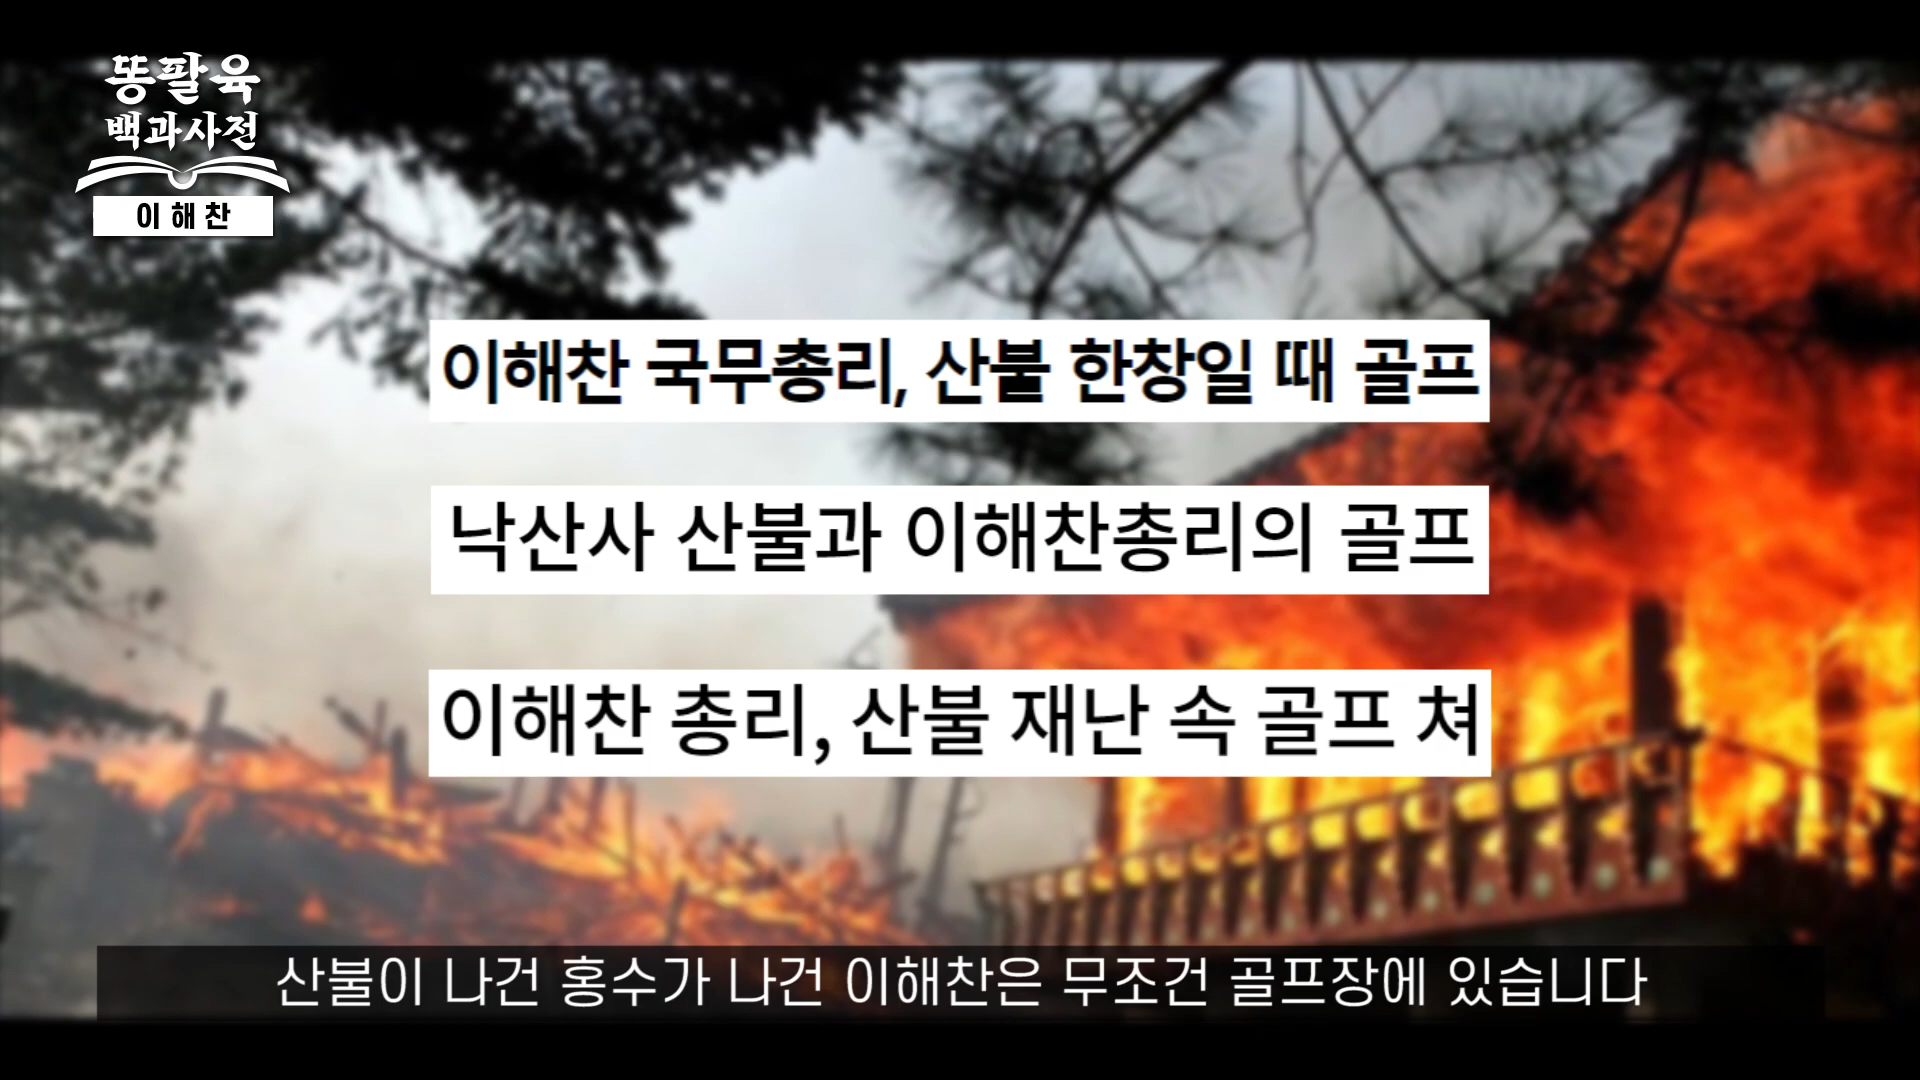 똥팔육
백과사전
이해찬
이해찬 국무총리, 산불 한창일 때 골프
낙산사 산불과 이해찬총리의 골프
이해찬 총리, 산불 재난 속 골프 쳐
산불이 나건 홍수가 나건 이해찬은 무조건 골프장에 있습니다